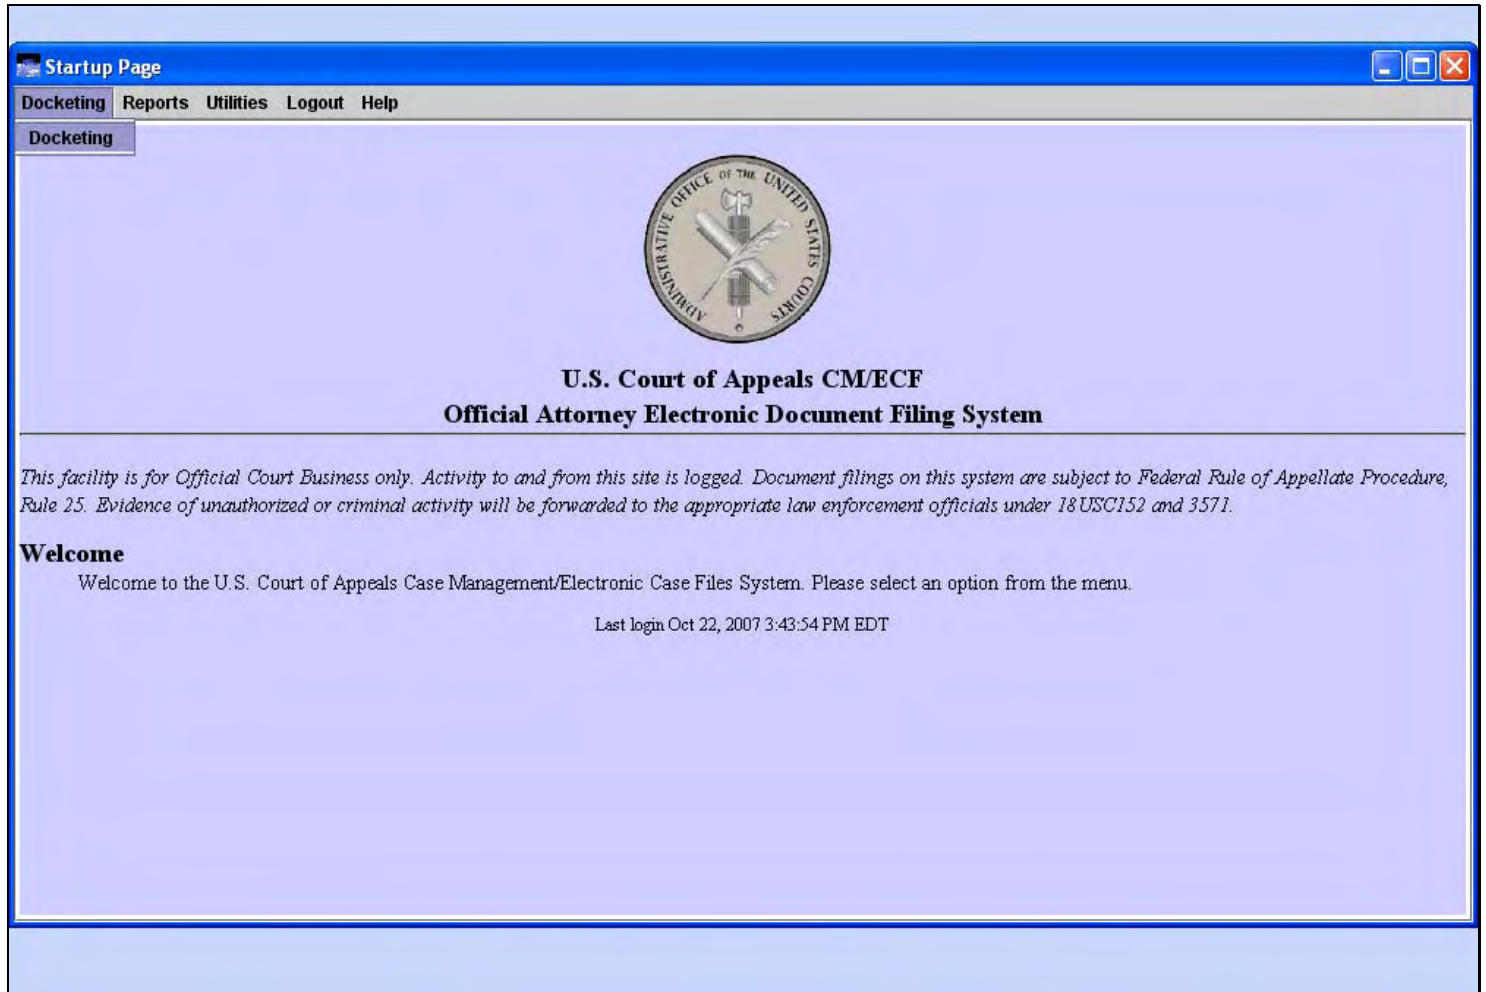 Startup Page
Docketing Reports Utilities Logout Help
Docketing
ADMINISTRATIVE OFFICE OF THE UNITED STATES COURTS
U.S. Court of Appeals CM/ECF
Official Attorney Electronic Document Filing System
This facility is for Official Court Business only. Activity to and from this site is logged. Document filings on this system are subject to Federal Rule of Appellate Procedure,
Rule 25. Evidence of unauthorized or criminal activity will be forwarded to the appropriate law enforcement officials under 18USC152 and 3571.
Welcome
Welcome to the U.S. Court of Appeals Case Management/Electronic Case Files System. Please select an option from the menu.
Last login Oct 22, 2007 3:43:54 PM EDT